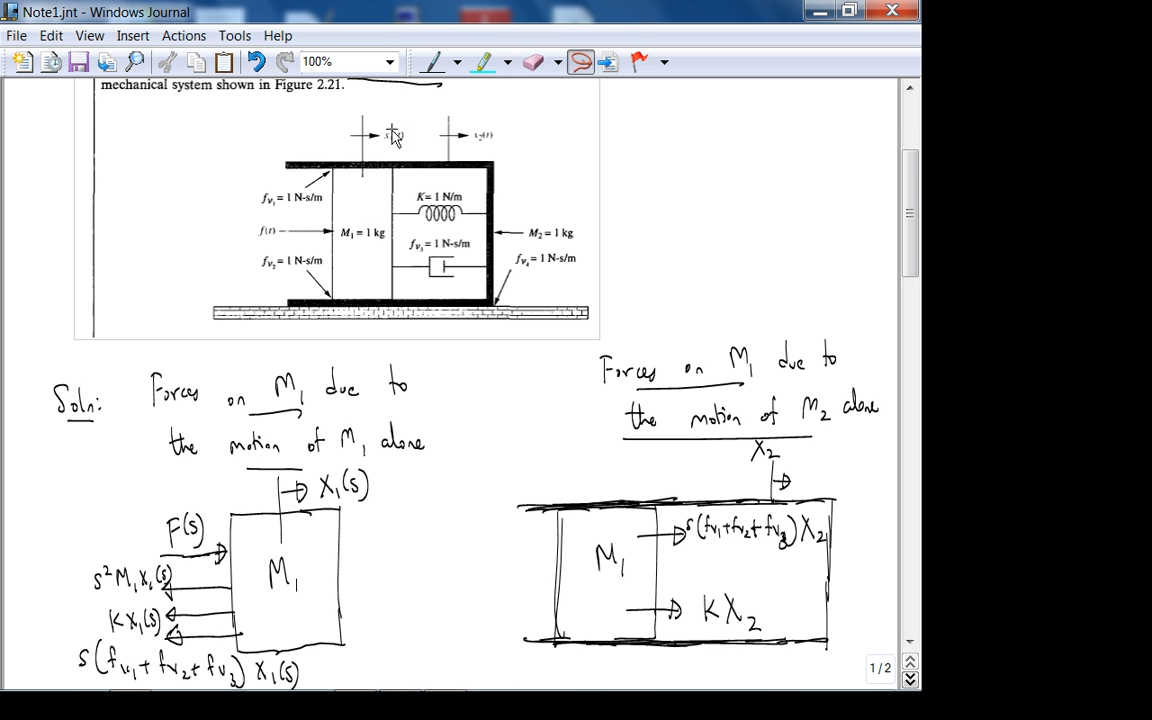 Note1.jnt - Windows Journal
File Edit View Insert Actions Tools Help
100%
mechanical system shown in Figure 2.21.
x₂(t)
fv₁ = 1 N-s/m
K = 1 N/m
f(t)
M₁ = 1 kg
M₂ = 1 kg
fv₃ = 1 N-s/m
fv₂ = 1 N-s/m
fv₄ = 1 N-s/m
Soln:
Forces on M₁ due to
the motion of M₁ alone
X₁(s)
F(s)
s²M₁X₁(s)
M₁
KX₁(s)
s(fv₁ + fv₂ + fv₃) X₁(s)
Forces on M₁ due to
the motion of M₂ alone
X₂
s(fv₁+fv₂+fv₃)X₂
M₁
KX₂
1/2